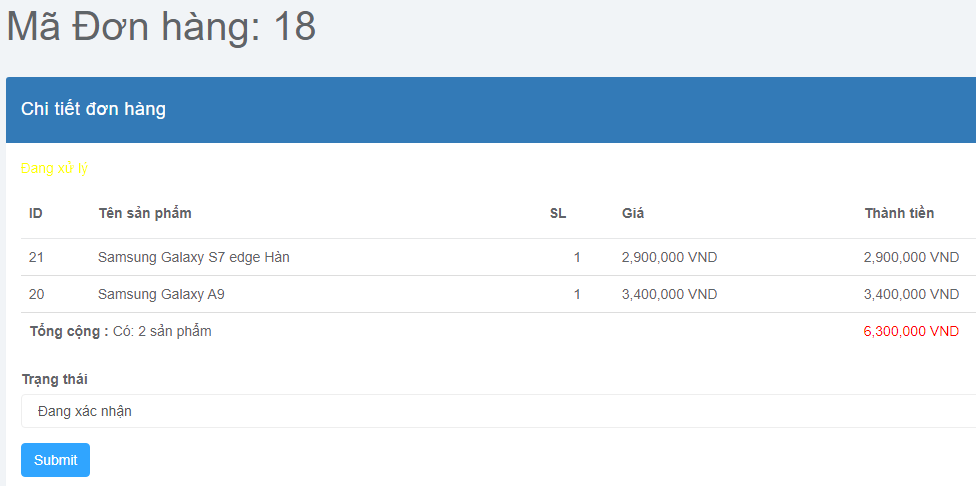 Mã Đơn hàng: 18
Chi tiết đơn hàng
Đang xử lý
ID Tên sản phẩm SL Giá Thành tiền
21 Samsung Galaxy S7 edge Hàn 1 2,900,000 VND 2,900,000 VND
20 Samsung Galaxy A9 1 3,400,000 VND 3,400,000 VND
Tổng cộng : Có: 2 sản phẩm 6,300,000 VND
Trạng thái
Đang xác nhận
Submit